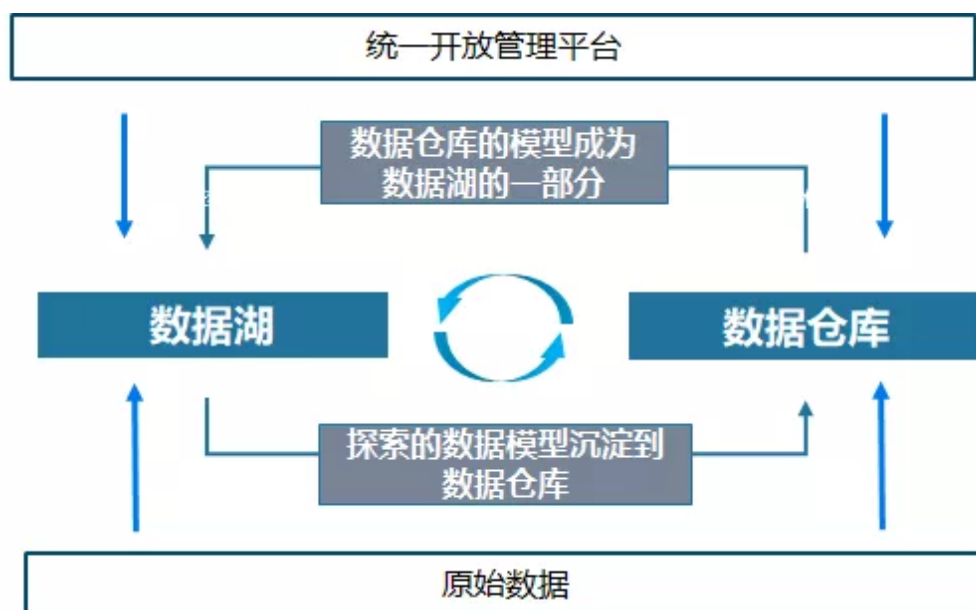 统一开放管理平台
数据仓库的模型成为
数据湖的一部分
数据湖
数据仓库
探索的数据模型沉淀到
数据仓库
原始数据